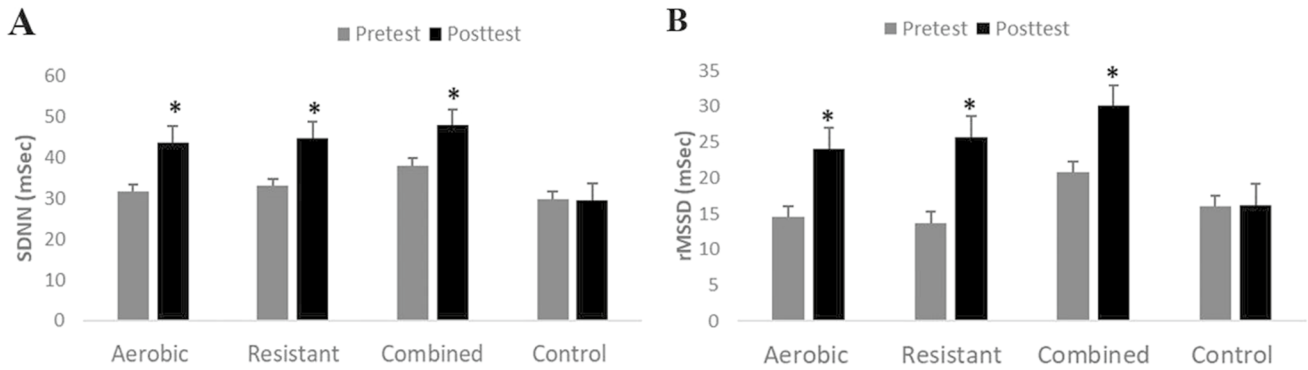 A
Pretest Posttest
SDNN (mSec)
60
50
40
30
20
10
0
* * *
Aerobic Resistant Combined Control
B
Pretest Posttest
rMSSD (mSec)
35
30
25
20
15
10
5
0
* * *
Aerobic Resistant Combined Control